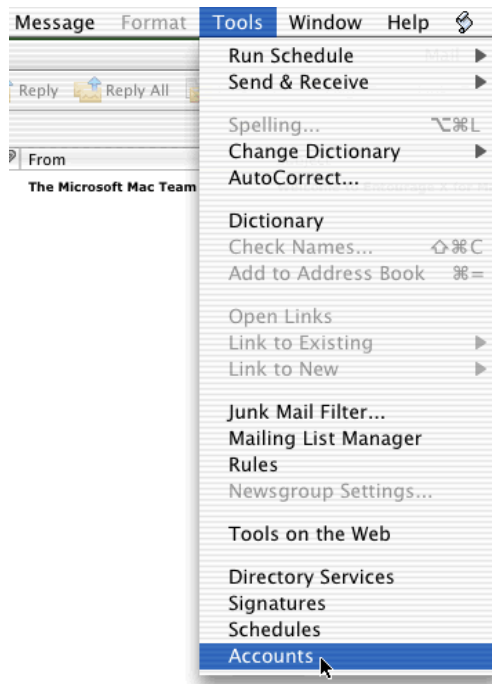 Message Format Tools Window Help
Run Schedule
Send & Receive
Reply Reply All
Spelling... ⌥⌘L
Change Dictionary
From
AutoCorrect...
The Microsoft Mac Team
Dictionary
Check Names... ⇧⌘C
Add to Address Book ⌘=
Open Links
Link to Existing
Link to New
Junk Mail Filter...
Mailing List Manager
Rules
Newsgroup Settings...
Tools on the Web
Directory Services
Signatures
Schedules
Accounts